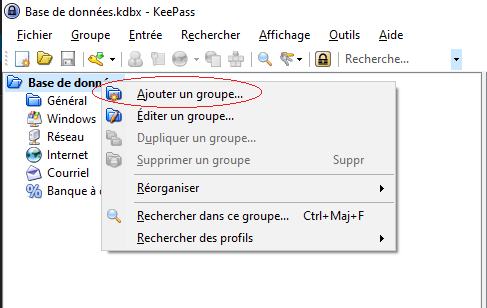 Base de données.kdbx - KeePass
Fichier Groupe Entrée Rechercher Affichage Outils Aide
Recherche...
Base de donné
Général
Windows
Réseau
Internet
Courriel
Banque à
Ajouter un groupe...
Éditer un groupe...
Dupliquer un groupe...
Supprimer un groupe Suppr
Réorganiser
Rechercher dans ce groupe... Ctrl+Maj+F
Rechercher des profils